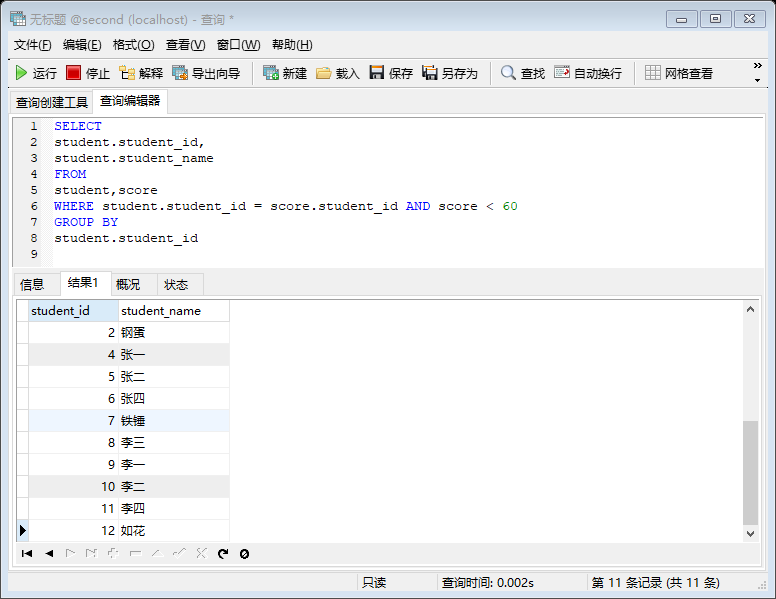 无标题 @second (localhost) - 查询 *
文件(F) 编辑(E) 格式(O) 查看(V) 窗口(W) 帮助(H)
运行 停止 解释 导出向导 新建 载入 保存 另存为 查找 自动换行 网格查看 »
查询创建工具 查询编辑器
1 SELECT
2 student.student_id,
3 student.student_name
4 FROM
5 student,score
6 WHERE student.student_id = score.student_id AND score < 60
7 GROUP BY
8 student.student_id
9
信息 结果1 概况 状态
student_id student_name
2 钢蛋
4 张一
5 张二
6 张四
7 铁锤
8 李三
9 李一
10 李二
11 李四
12 如花
只读 查询时间: 0.002s 第 11 条记录 (共 11 条)